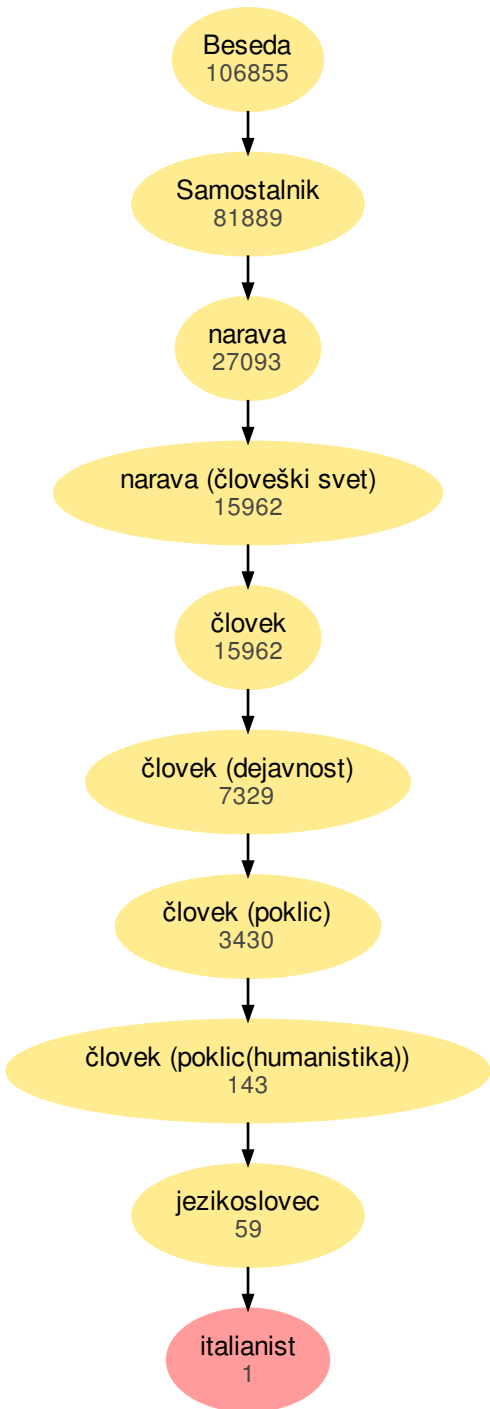 Beseda
106855
Samostalnik
81889
narava
27093
narava (človeški svet)
15962
človek
15962
človek (dejavnost)
7329
človek (poklic)
3430
človek (poklic(humanistika))
143
jezikoslovec
59
italianist
1